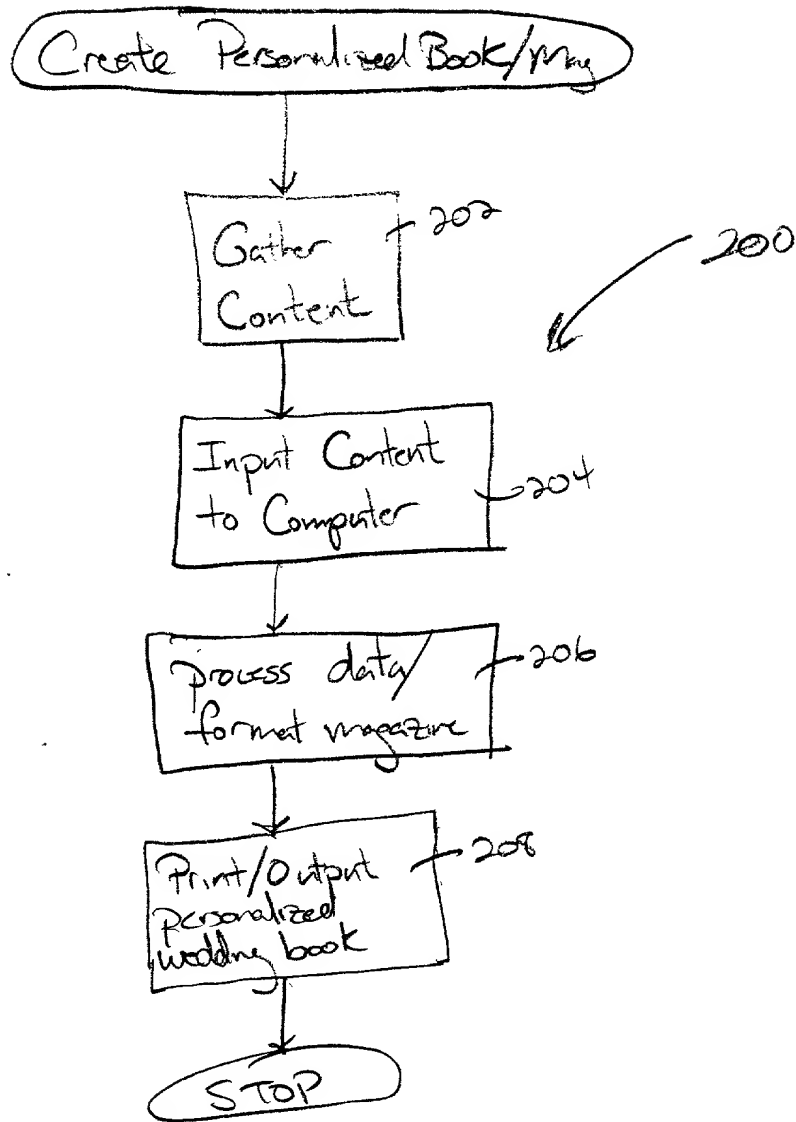 Create Personalized Book/Mag
202
200
Gather
Content
Input Content
to Computer
204
process data/
format magazine
206
Print/Output
personalized
wedding book
208
STOP